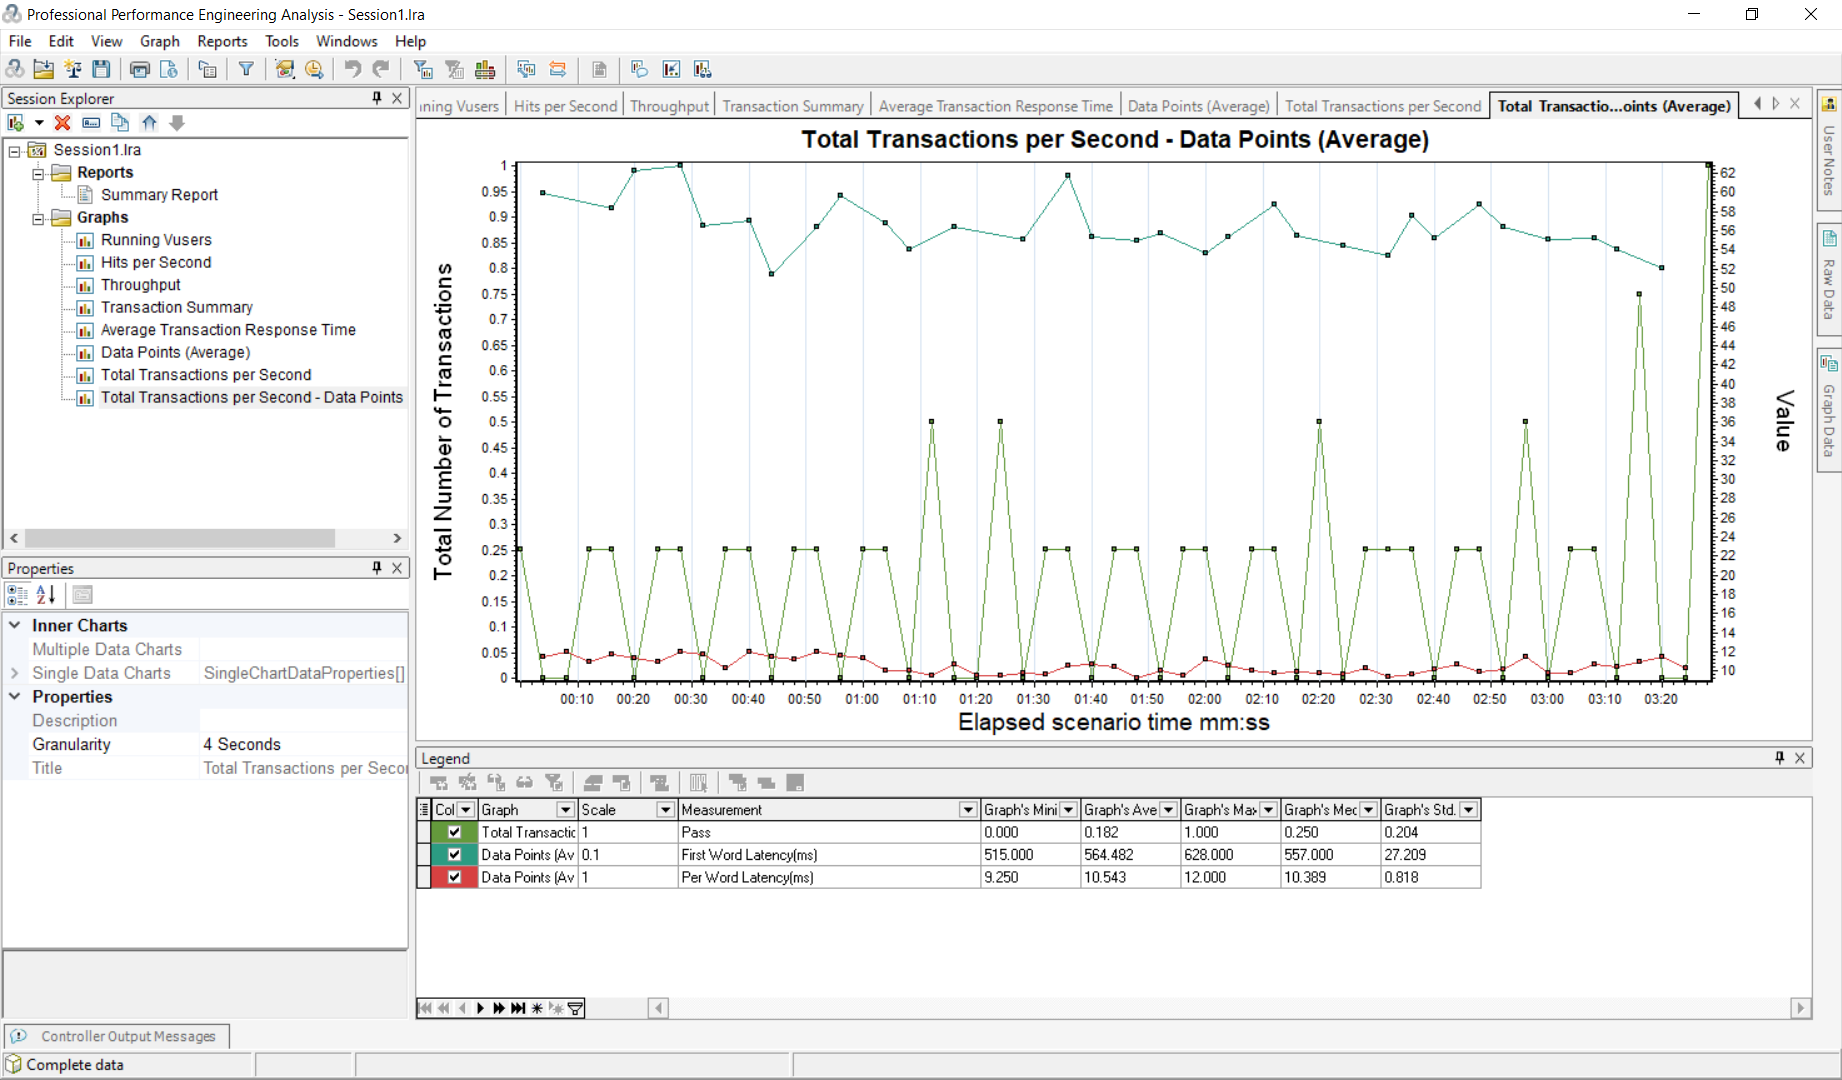 Professional Performance Engineering Analysis - Session1.lra
File Edit View Graph Reports Tools Windows Help
Session Explorer
Session1.lra
Reports
Summary Report
Graphs
Running Vusers
Hits per Second
Throughput
Transaction Summary
Average Transaction Response Time
Data Points (Average)
Total Transactions per Second
Total Transactions per Second - Data Points
Properties
Inner Charts
Multiple Data Charts
Single Data Charts SingleChartDataProperties[]
Properties
Description
Granularity 4 Seconds
Title Total Transactions per Secon
ning Vusers Hits per Second Throughput Transaction Summary Average Transaction Response Time Data Points (Average) Total Transactions per Second Total Transactio...oints (Average)
Total Transactions per Second - Data Points (Average)
Total Number of Transactions
1
0.95
0.9
0.85
0.8
0.75
0.7
0.65
0.6
0.55
0.5
0.45
0.4
0.35
0.3
0.25
0.2
0.15
0.1
0.05
0
62
60
58
56
54
52
50
48
46
44
42
40
38
36
34
32
30
28
26
24
22
20
18
16
14
12
10
Value
00:10 00:20 00:30 00:40 00:50 01:00 01:10 01:20 01:30 01:40 01:50 02:00 02:10 02:20 02:30 02:40 02:50 03:00 03:10 03:20
Elapsed scenario time mm:ss
User Notes
Raw Data
Graph Data
Legend
Col Graph Scale Measurement Graph's Mini Graph's Ave Graph's Max Graph's Med Graph's Std.
Total Transactic 1 Pass 0.000 0.182 1.000 0.250 0.204
Data Points (Av 0.1 First Word Latency(ms) 515.000 564.482 628.000 557.000 27.209
Data Points (Av 1 Per Word Latency(ms) 9.250 10.543 12.000 10.389 0.818
Controller Output Messages
Complete data